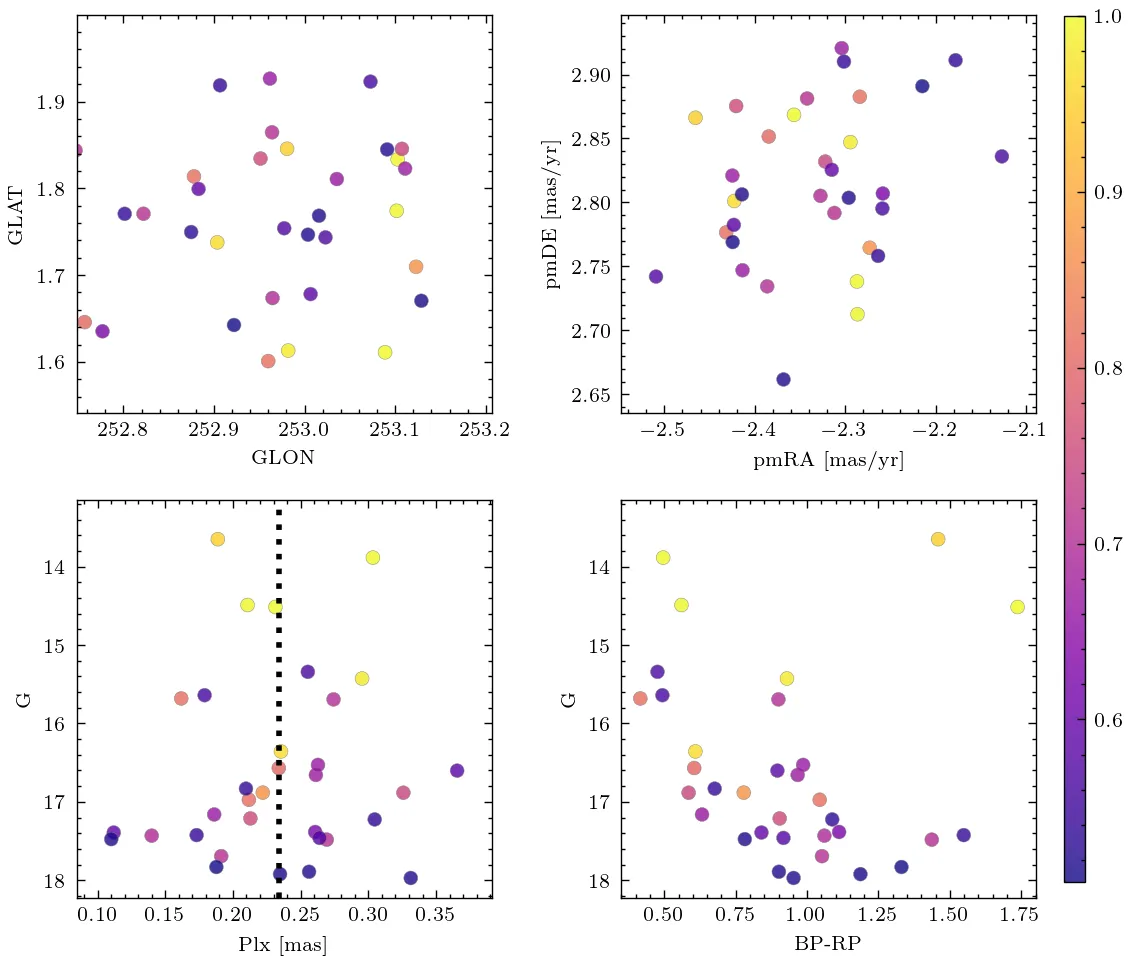 1.9
1.8
1.7
1.6
GLAT
252.8 252.9 253.0 253.1 253.2
GLON
2.90
2.85
2.80
2.75
2.70
2.65
pmDE [mas/yr]
−2.5 −2.4 −2.3 −2.2 −2.1
pmRA [mas/yr]
14
15
16
17
18
G
0.10 0.15 0.20 0.25 0.30 0.35
Plx [mas]
14
15
16
17
18
G
0.50 0.75 1.00 1.25 1.50 1.75
BP-RP
1.0
0.9
0.8
0.7
0.6